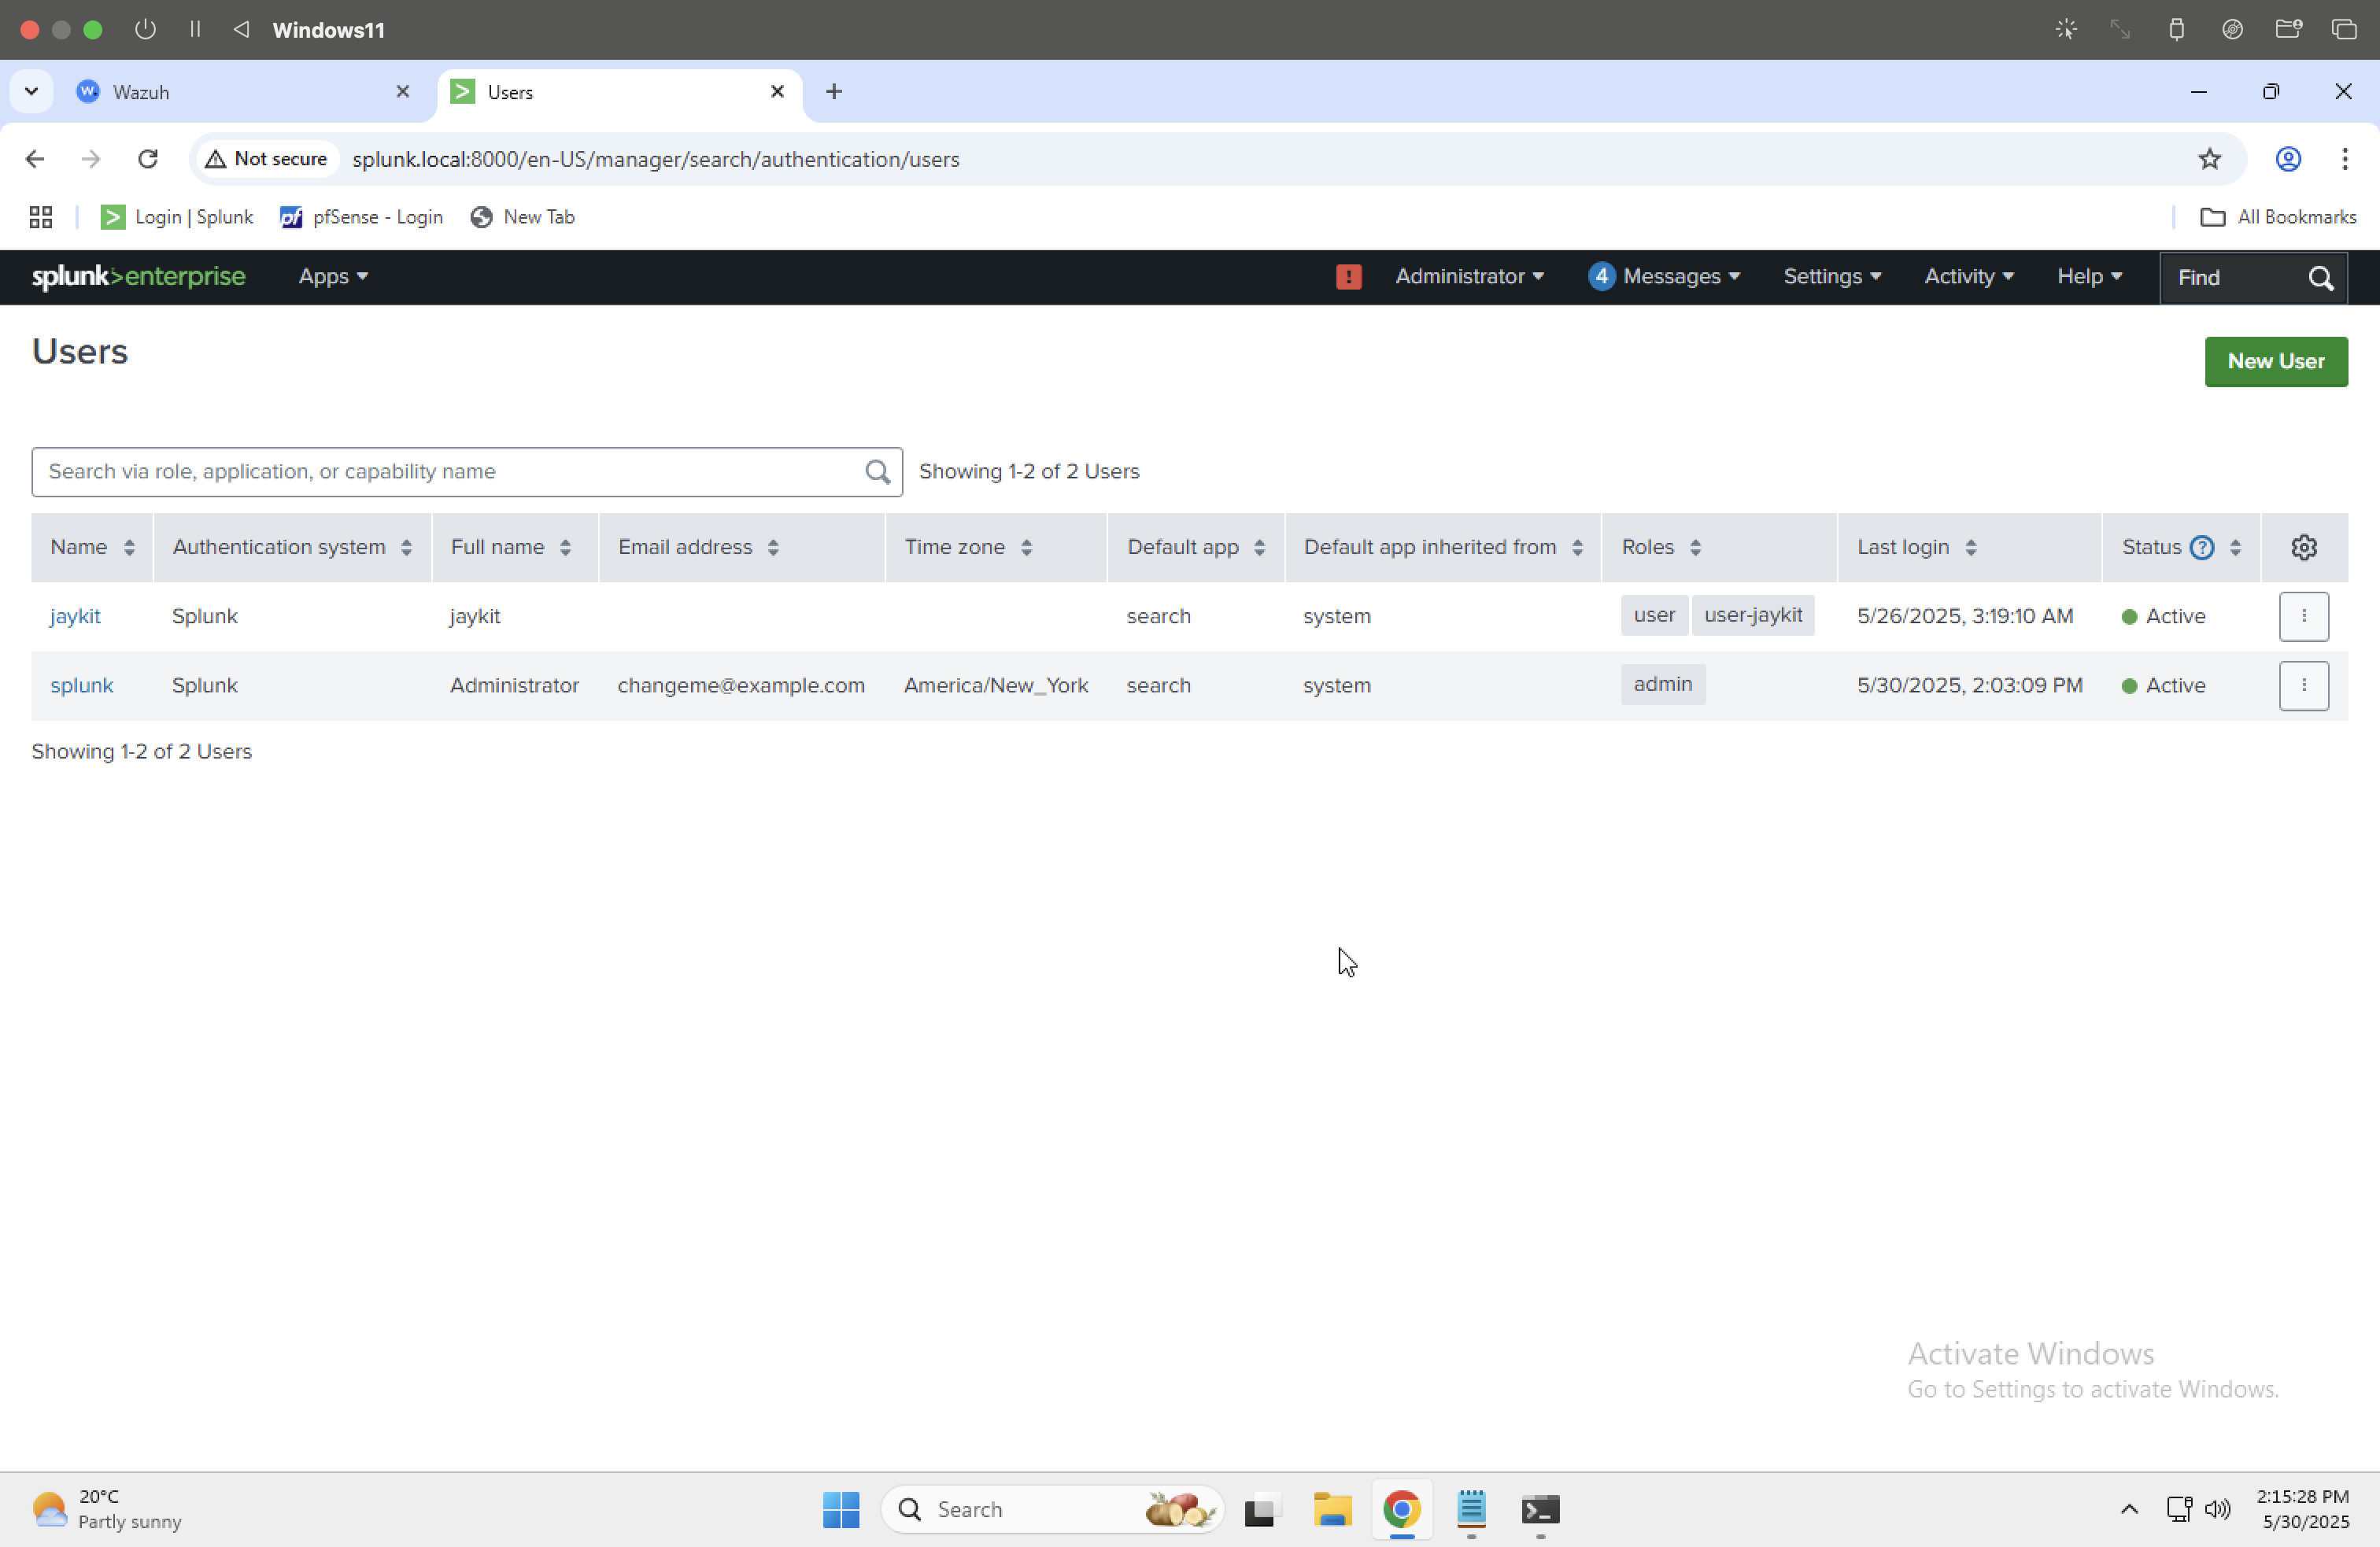 Windows11
Wazuh
Users
Not secure
splunk.local:8000/en-US/manager/search/authentication/users
Login | Splunk
pfSense - Login
New Tab
All Bookmarks
splunk>enterprise
Apps
Administrator
4 Messages
Settings
Activity
Help
Find
Users
New User
Search via role, application, or capability name
Showing 1-2 of 2 Users
Name Authentication system Full name Email address Time zone Default app Default app inherited from Roles Last login Status ?
jaykit Splunk jaykit search system user user-jaykit 5/26/2025, 3:19:10 AM Active
splunk Splunk Administrator changeme@example.com America/New_York search system admin 5/30/2025, 2:03:09 PM Active
Showing 1-2 of 2 Users
Activate Windows
Go to Settings to activate Windows.
20°C
Partly sunny
Search
2:15:28 PM
5/30/2025